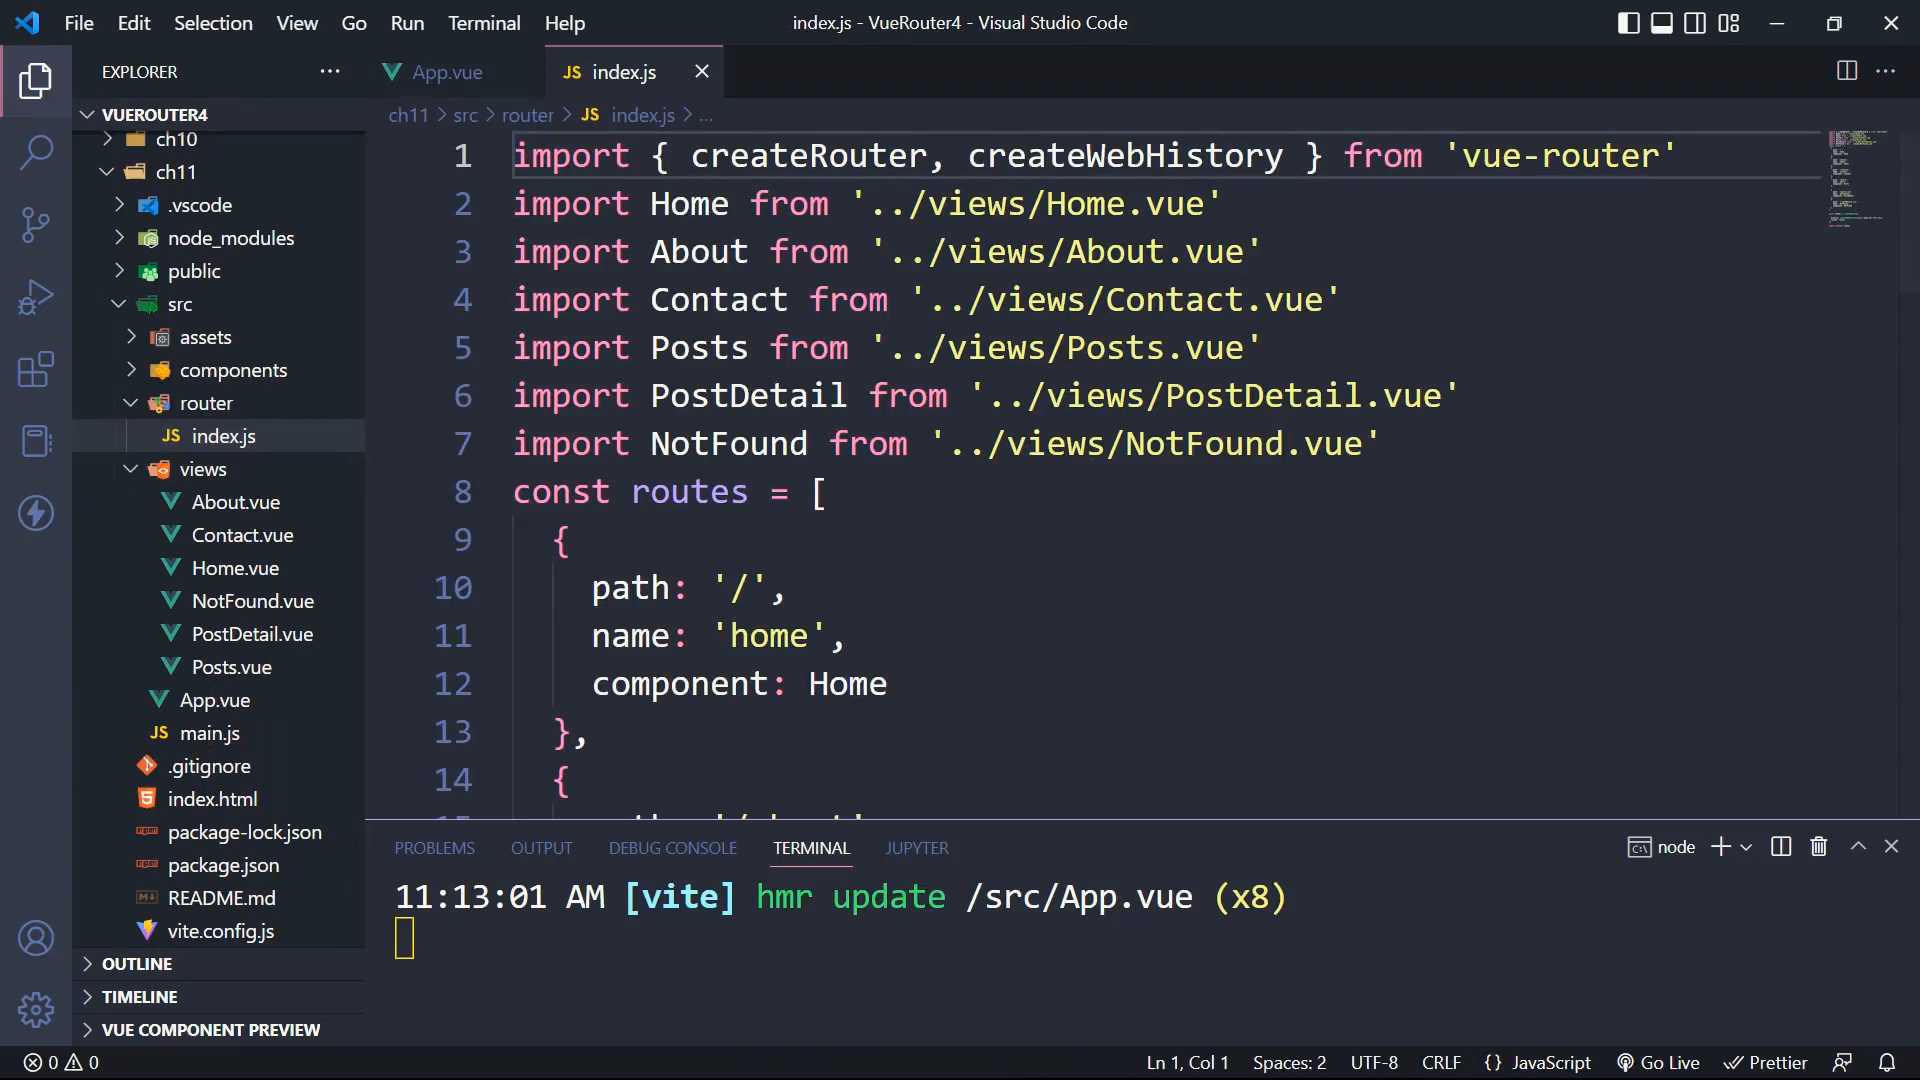 File Edit Selection View Go Run Terminal Help
index.js - VueRouter4 - Visual Studio Code
EXPLORER
VUEROUTER4
ch10
ch11
.vscode
node_modules
public
src
assets
components
router
JS index.js
views
About.vue
Contact.vue
Home.vue
NotFound.vue
PostDetail.vue
Posts.vue
App.vue
JS main.js
.gitignore
index.html
package-lock.json
package.json
README.md
vite.config.js
OUTLINE
TIMELINE
VUE COMPONENT PREVIEW
App.vue
JS index.js
ch11 > src > router > JS index.js > ...
1 import { createRouter, createWebHistory } from 'vue-router'
2 import Home from '../views/Home.vue'
3 import About from '../views/About.vue'
4 import Contact from '../views/Contact.vue'
5 import Posts from '../views/Posts.vue'
6 import PostDetail from '../views/PostDetail.vue'
7 import NotFound from '../views/NotFound.vue'
8 const routes = [
9 {
10 path: '/',
11 name: 'home',
12 component: Home
13 },
14 {
PROBLEMS OUTPUT DEBUG CONSOLE TERMINAL JUPYTER
node
11:13:01 AM [vite] hmr update /src/App.vue (x8)
0 0
Ln 1, Col 1 Spaces: 2 UTF-8 CRLF {} JavaScript Go Live Prettier